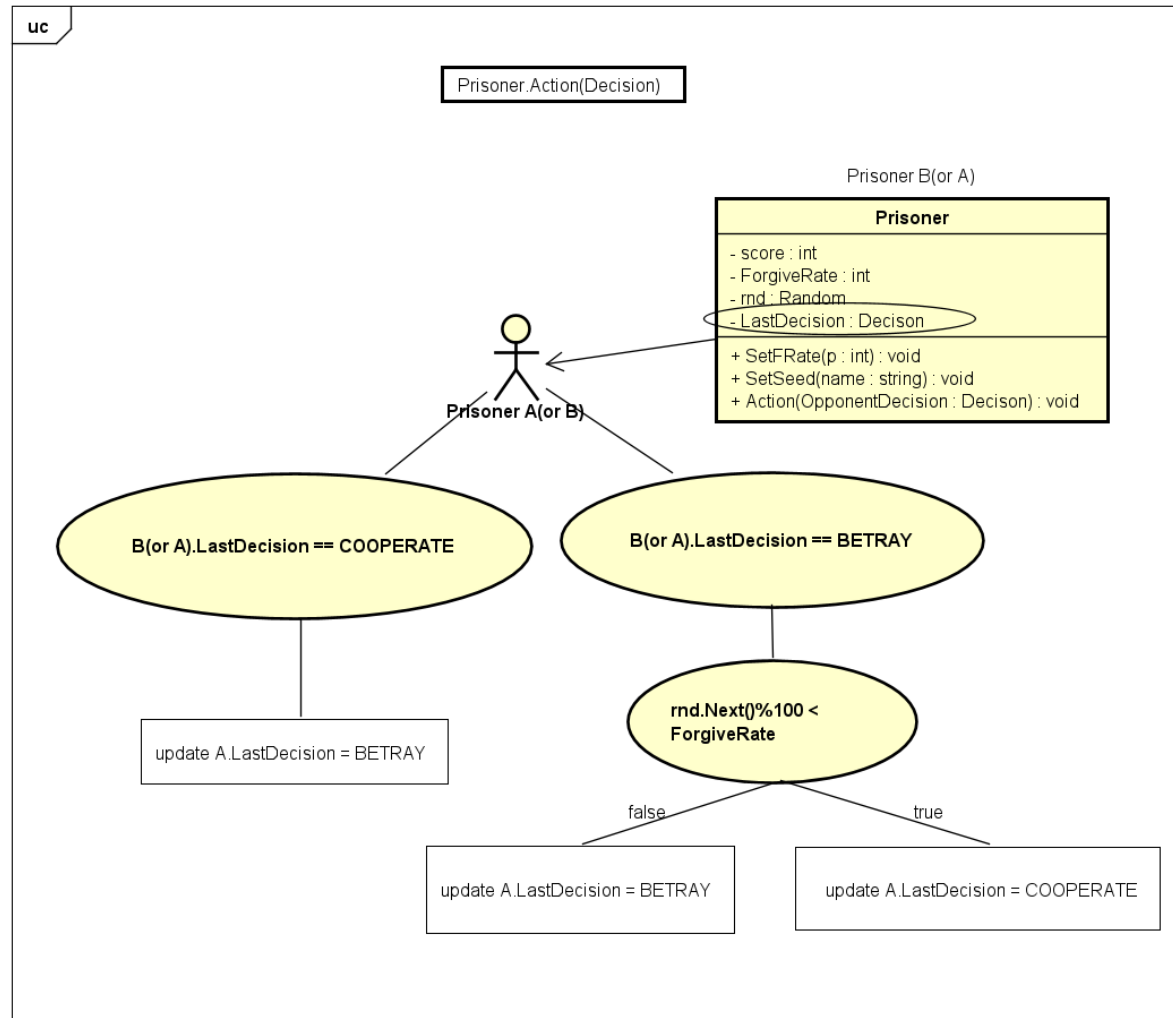 uc
Prisoner.Action(Decision)
Prisoner B(or A)
Prisoner
- score : int
- ForgiveRate : int
- rnd : Random
- LastDecision : Decison
+ SetFRate(p : int) : void
+ SetSeed(name : string) : void
+ Action(OpponentDecision : Decison) : void
Prisoner A(or B)
B(or A).LastDecision == COOPERATE
B(or A).LastDecision == BETRAY
update A.LastDecision = BETRAY
rnd.Next()%100 <
ForgiveRate
false
true
update A.LastDecision = BETRAY
update A.LastDecision = COOPERATE